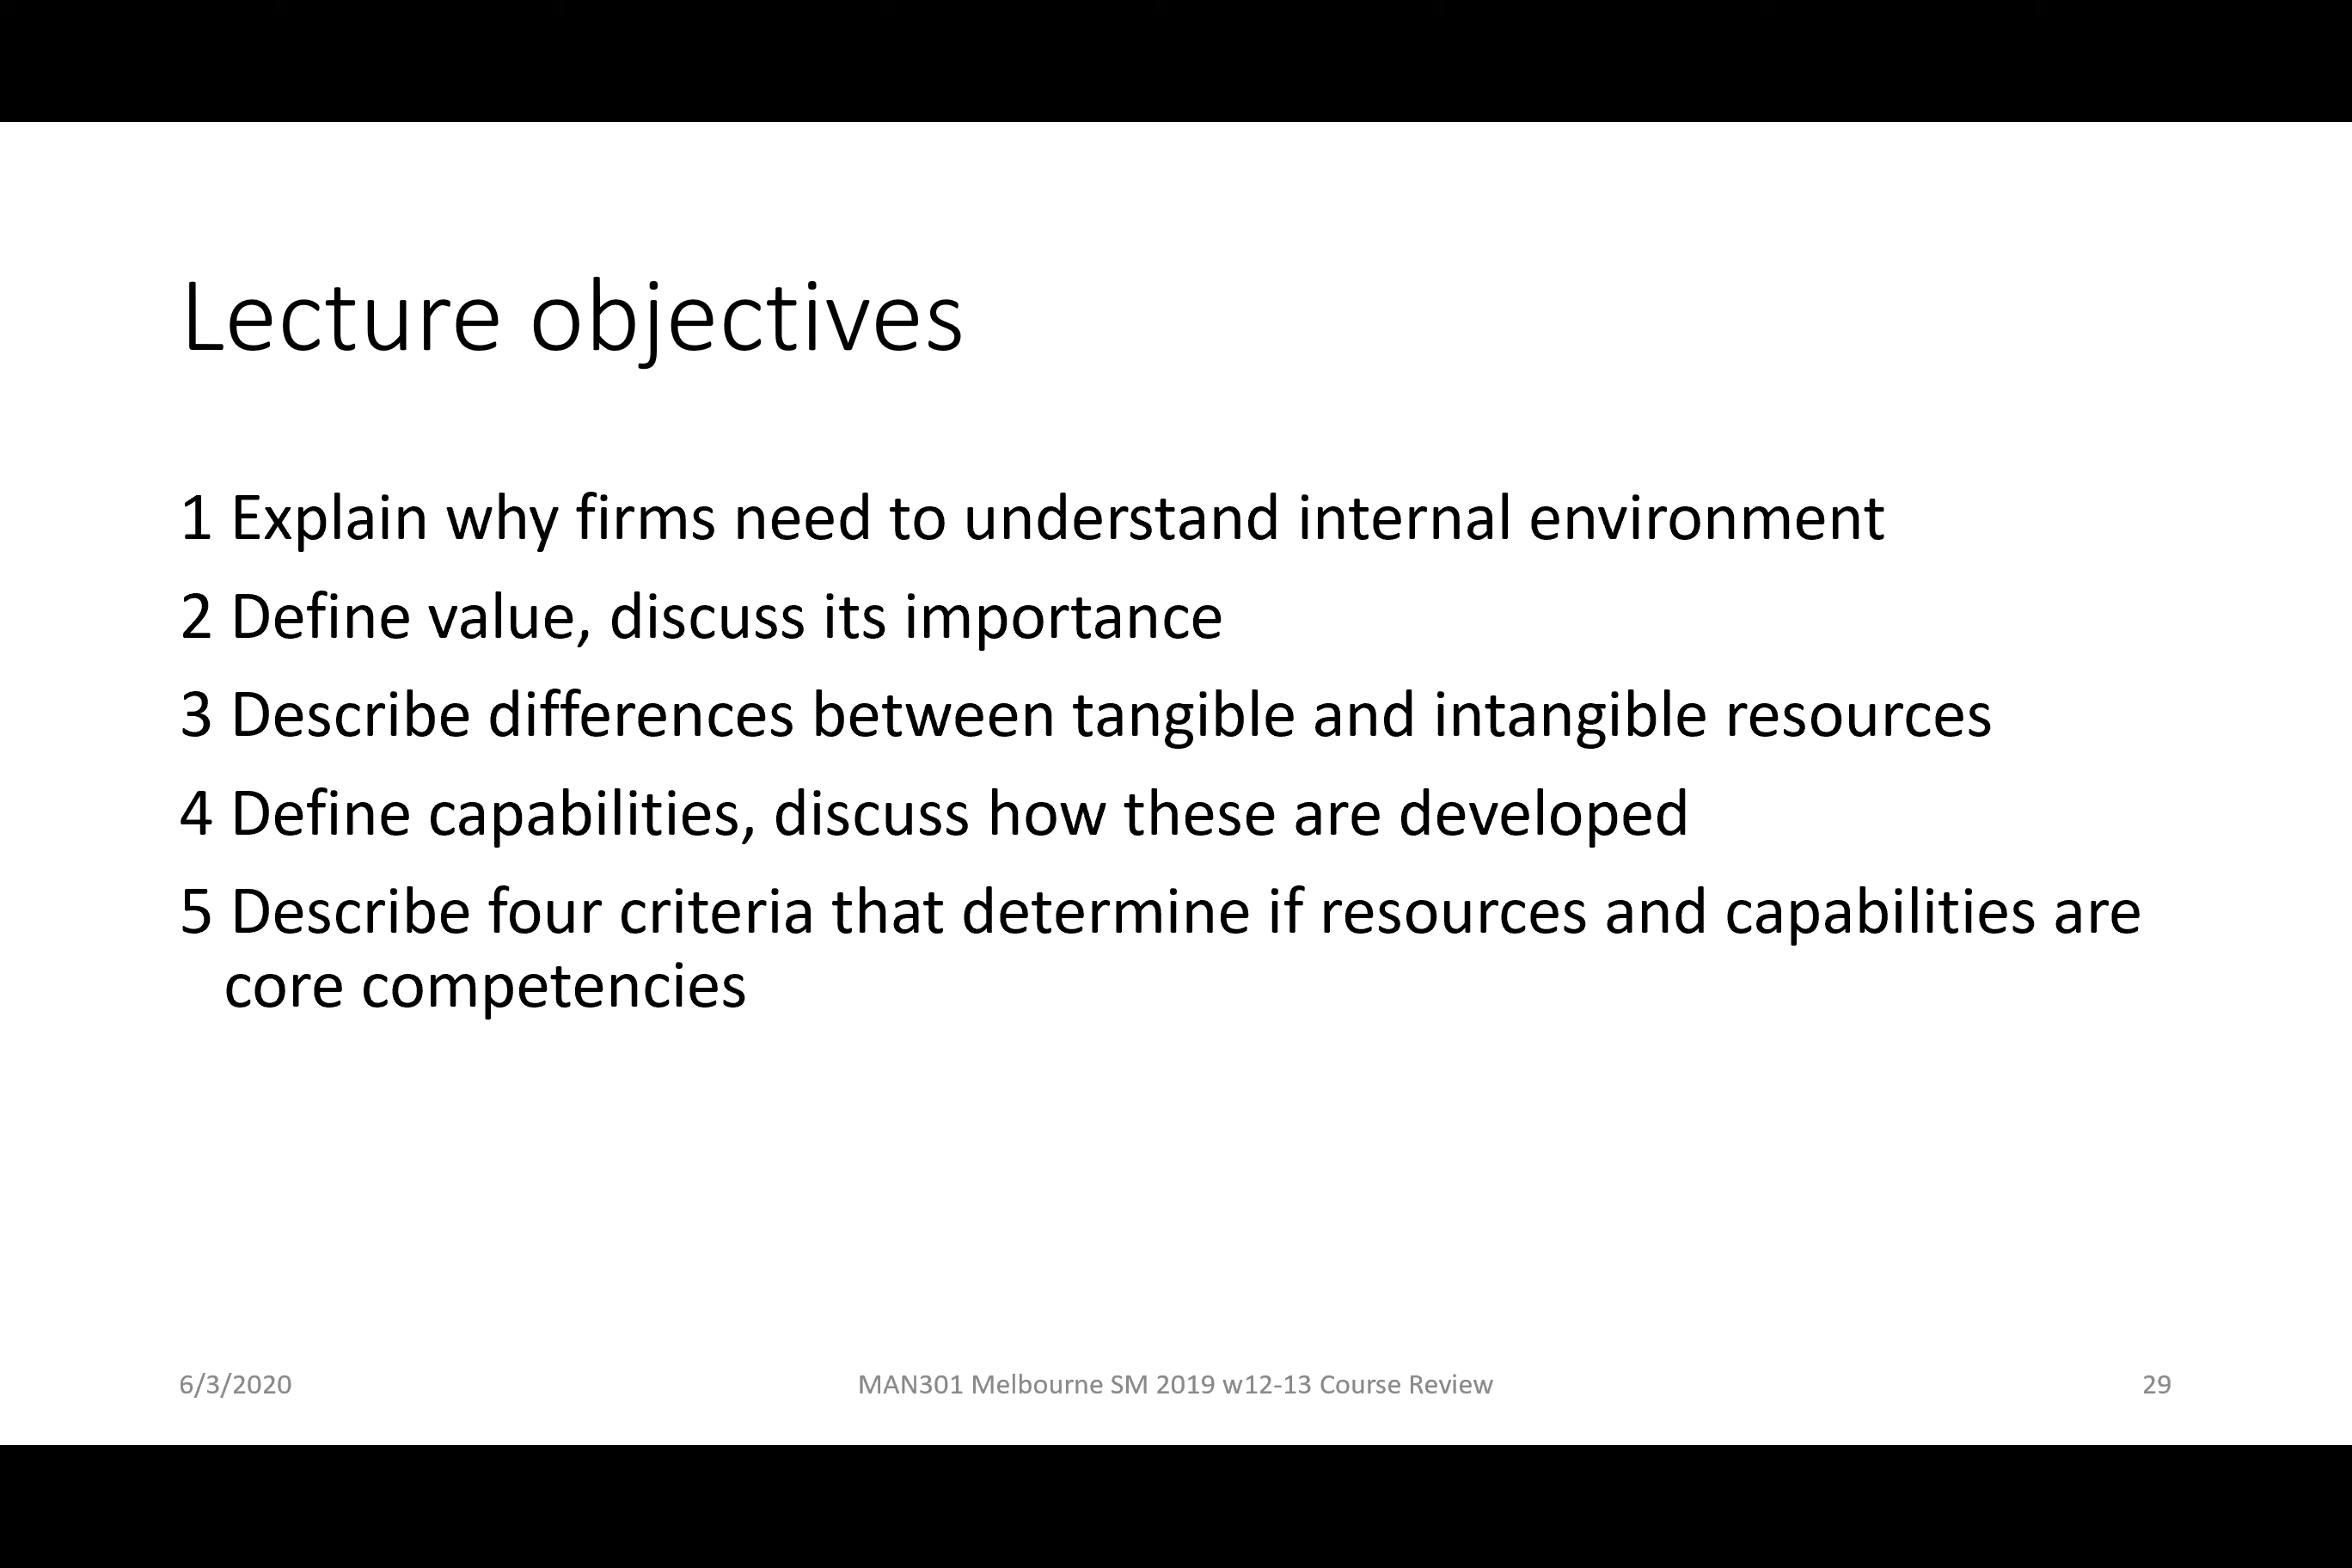 Lecture objectives
1 Explain why firms need to understand internal environment
2 Define value, discuss its importance
3 Describe differences between tangible and intangible resources
4 Define capabilities, discuss how these are developed
5 Describe four criteria that determine if resources and capabilities are
core competencies
6/3/2020
MAN301 Melbourne SM 2019 w12-13 Course Review
29